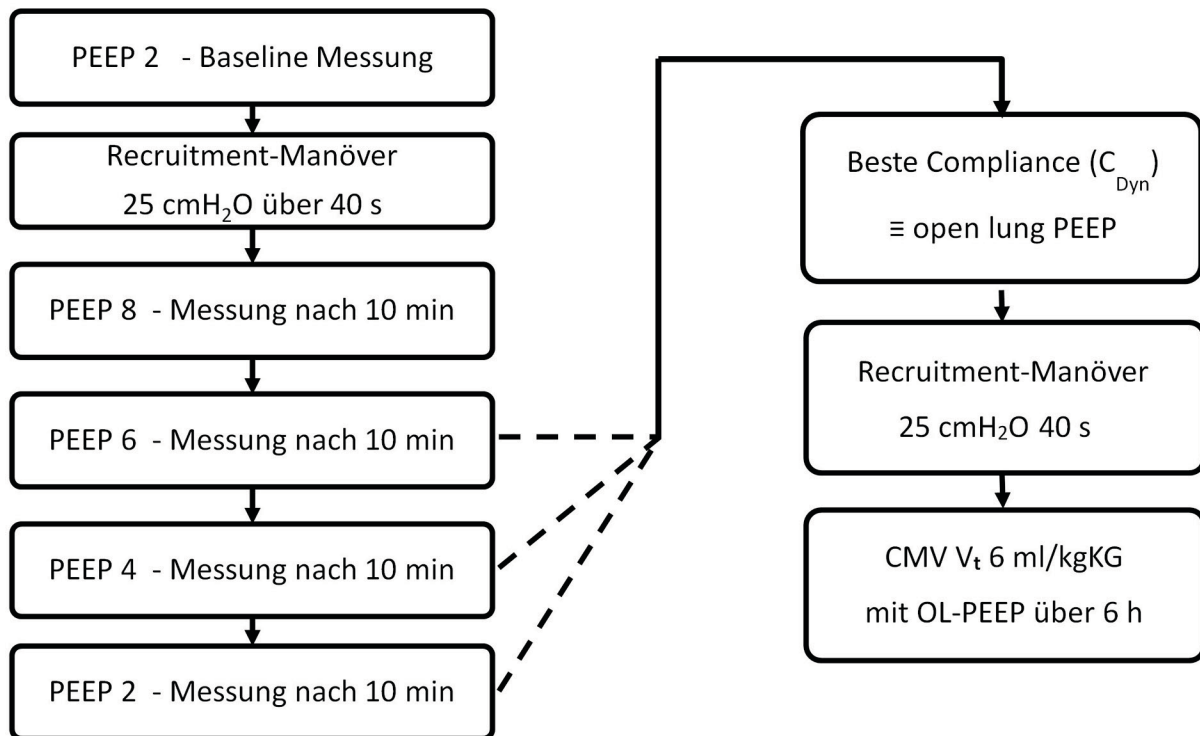 PEEP 2 - Baseline Messung
Recruitment-Manöver
25 cmH₂O über 40 s
PEEP 8 - Messung nach 10 min
PEEP 6 - Messung nach 10 min
PEEP 4 - Messung nach 10 min
PEEP 2 - Messung nach 10 min
Beste Compliance (C_Dyn)
≡ open lung PEEP
Recruitment-Manöver
25 cmH₂O 40 s
CMV Vₜ 6 ml/kgKG
mit OL-PEEP über 6 h